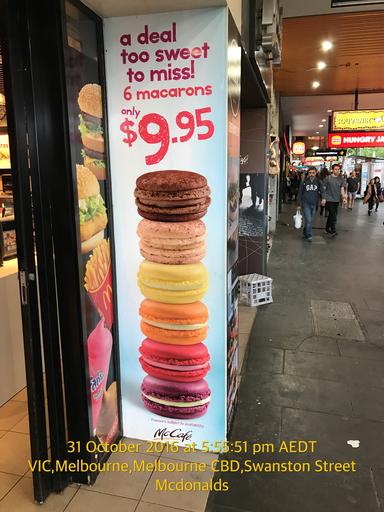 a deal
too sweet
to miss!
6 macarons
only
$9.95
McCafé
SOUVENIR
HUNGRY JA
GAP
31 October 2016 at 5:55:51 pm AEDT
VIC,Melbourne,Melbourne CBD,Swanston Street
Mcdonalds